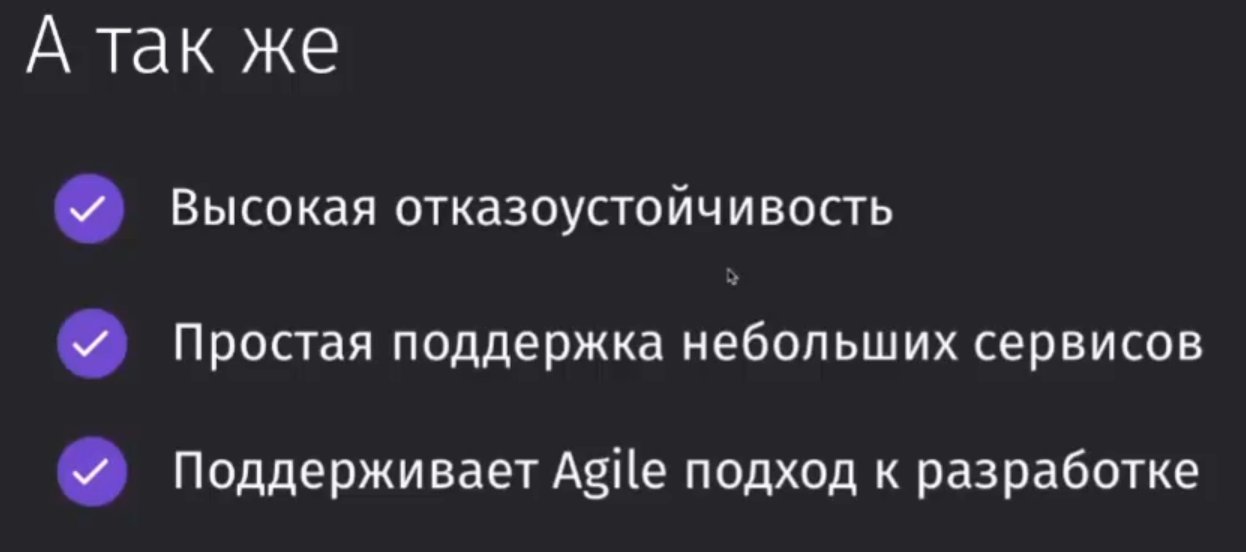 А так же
Высокая отказоустойчивость
Простая поддержка небольших сервисов
Поддерживает Agile подход к разработке